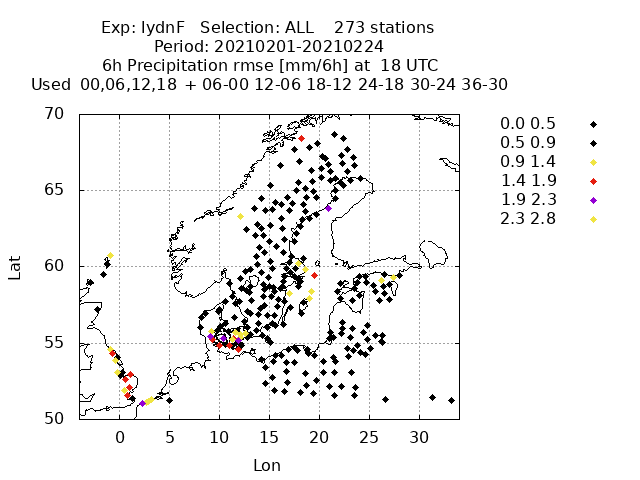 Exp: IydnF   Selection: ALL    273 stations
Period: 20210201-20210224
6h Precipitation rmse [mm/6h] at  18 UTC
Used  00,06,12,18  + 06-00 12-06 18-12 24-18 30-24 36-30
0.0 0.5
0.5 0.9
0.9 1.4
1.4 1.9
1.9 2.3
2.3 2.8
70
65
60
55
50
Lat
0 5 10 15 20 25 30
Lon